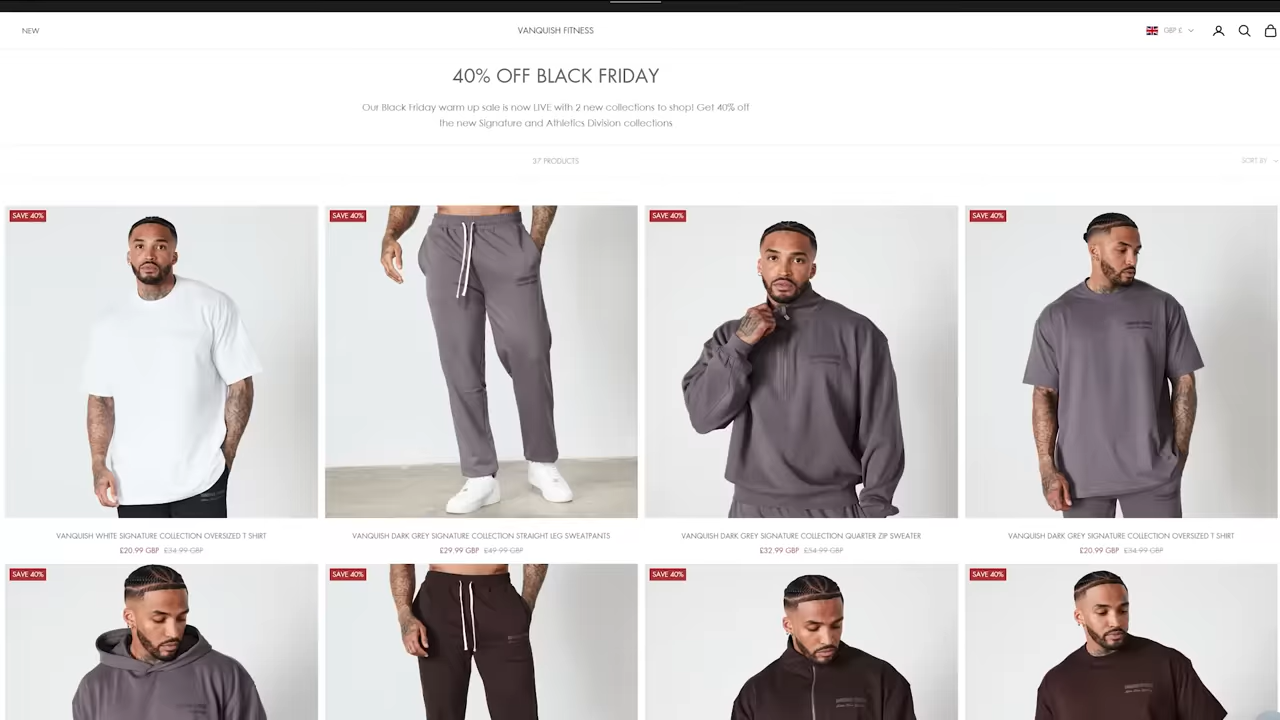 NEW
VANQUISH FITNESS
GBP £
40% OFF BLACK FRIDAY
Our Black Friday warm up sale is now LIVE with 2 new collections to shop! Get 40% off
the new Signature and Athletics Division collections
37 PRODUCTS
SORT BY
SAVE 40%
SAVE 40%
SAVE 40%
SAVE 40%
VANQUISH WHITE SIGNATURE COLLECTION OVERSIZED T SHIRT
£20.99 GBP £34.99 GBP
VANQUISH DARK GREY SIGNATURE COLLECTION STRAIGHT LEG SWEATPANTS
£29.99 GBP £49.99 GBP
VANQUISH DARK GREY SIGNATURE COLLECTION QUARTER ZIP SWEATER
£32.99 GBP £54.99 GBP
VANQUISH DARK GREY SIGNATURE COLLECTION OVERSIZED T SHIRT
£20.99 GBP £34.99 GBP
SAVE 40%
SAVE 40%
SAVE 40%
SAVE 40%